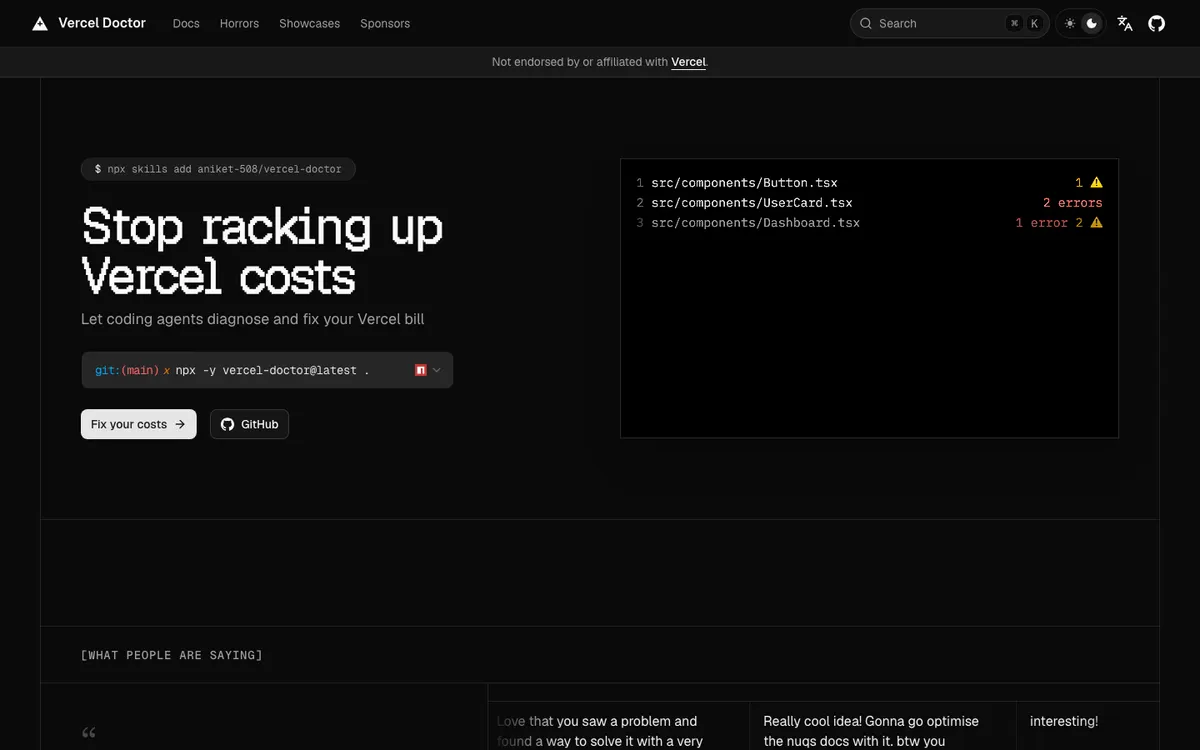 Vercel Doctor
Docs
Horrors
Showcases
Sponsors
Search
⌘ K
Not endorsed by or affiliated with Vercel.
$ npx skills add aniket-508/vercel-doctor
Stop racking up
Vercel costs
Let coding agents diagnose and fix your Vercel bill
git:(main) x npx -y vercel-doctor@latest .
Fix your costs →
GitHub
1 src/components/Button.tsx 1 ⚠
2 src/components/UserCard.tsx 2 errors
3 src/components/Dashboard.tsx 1 error 2 ⚠
[WHAT PEOPLE ARE SAYING]
“
Love that you saw a problem and
found a way to solve it with a very
Really cool idea! Gonna go optimise
the nuqs docs with it. btw you
interesting!